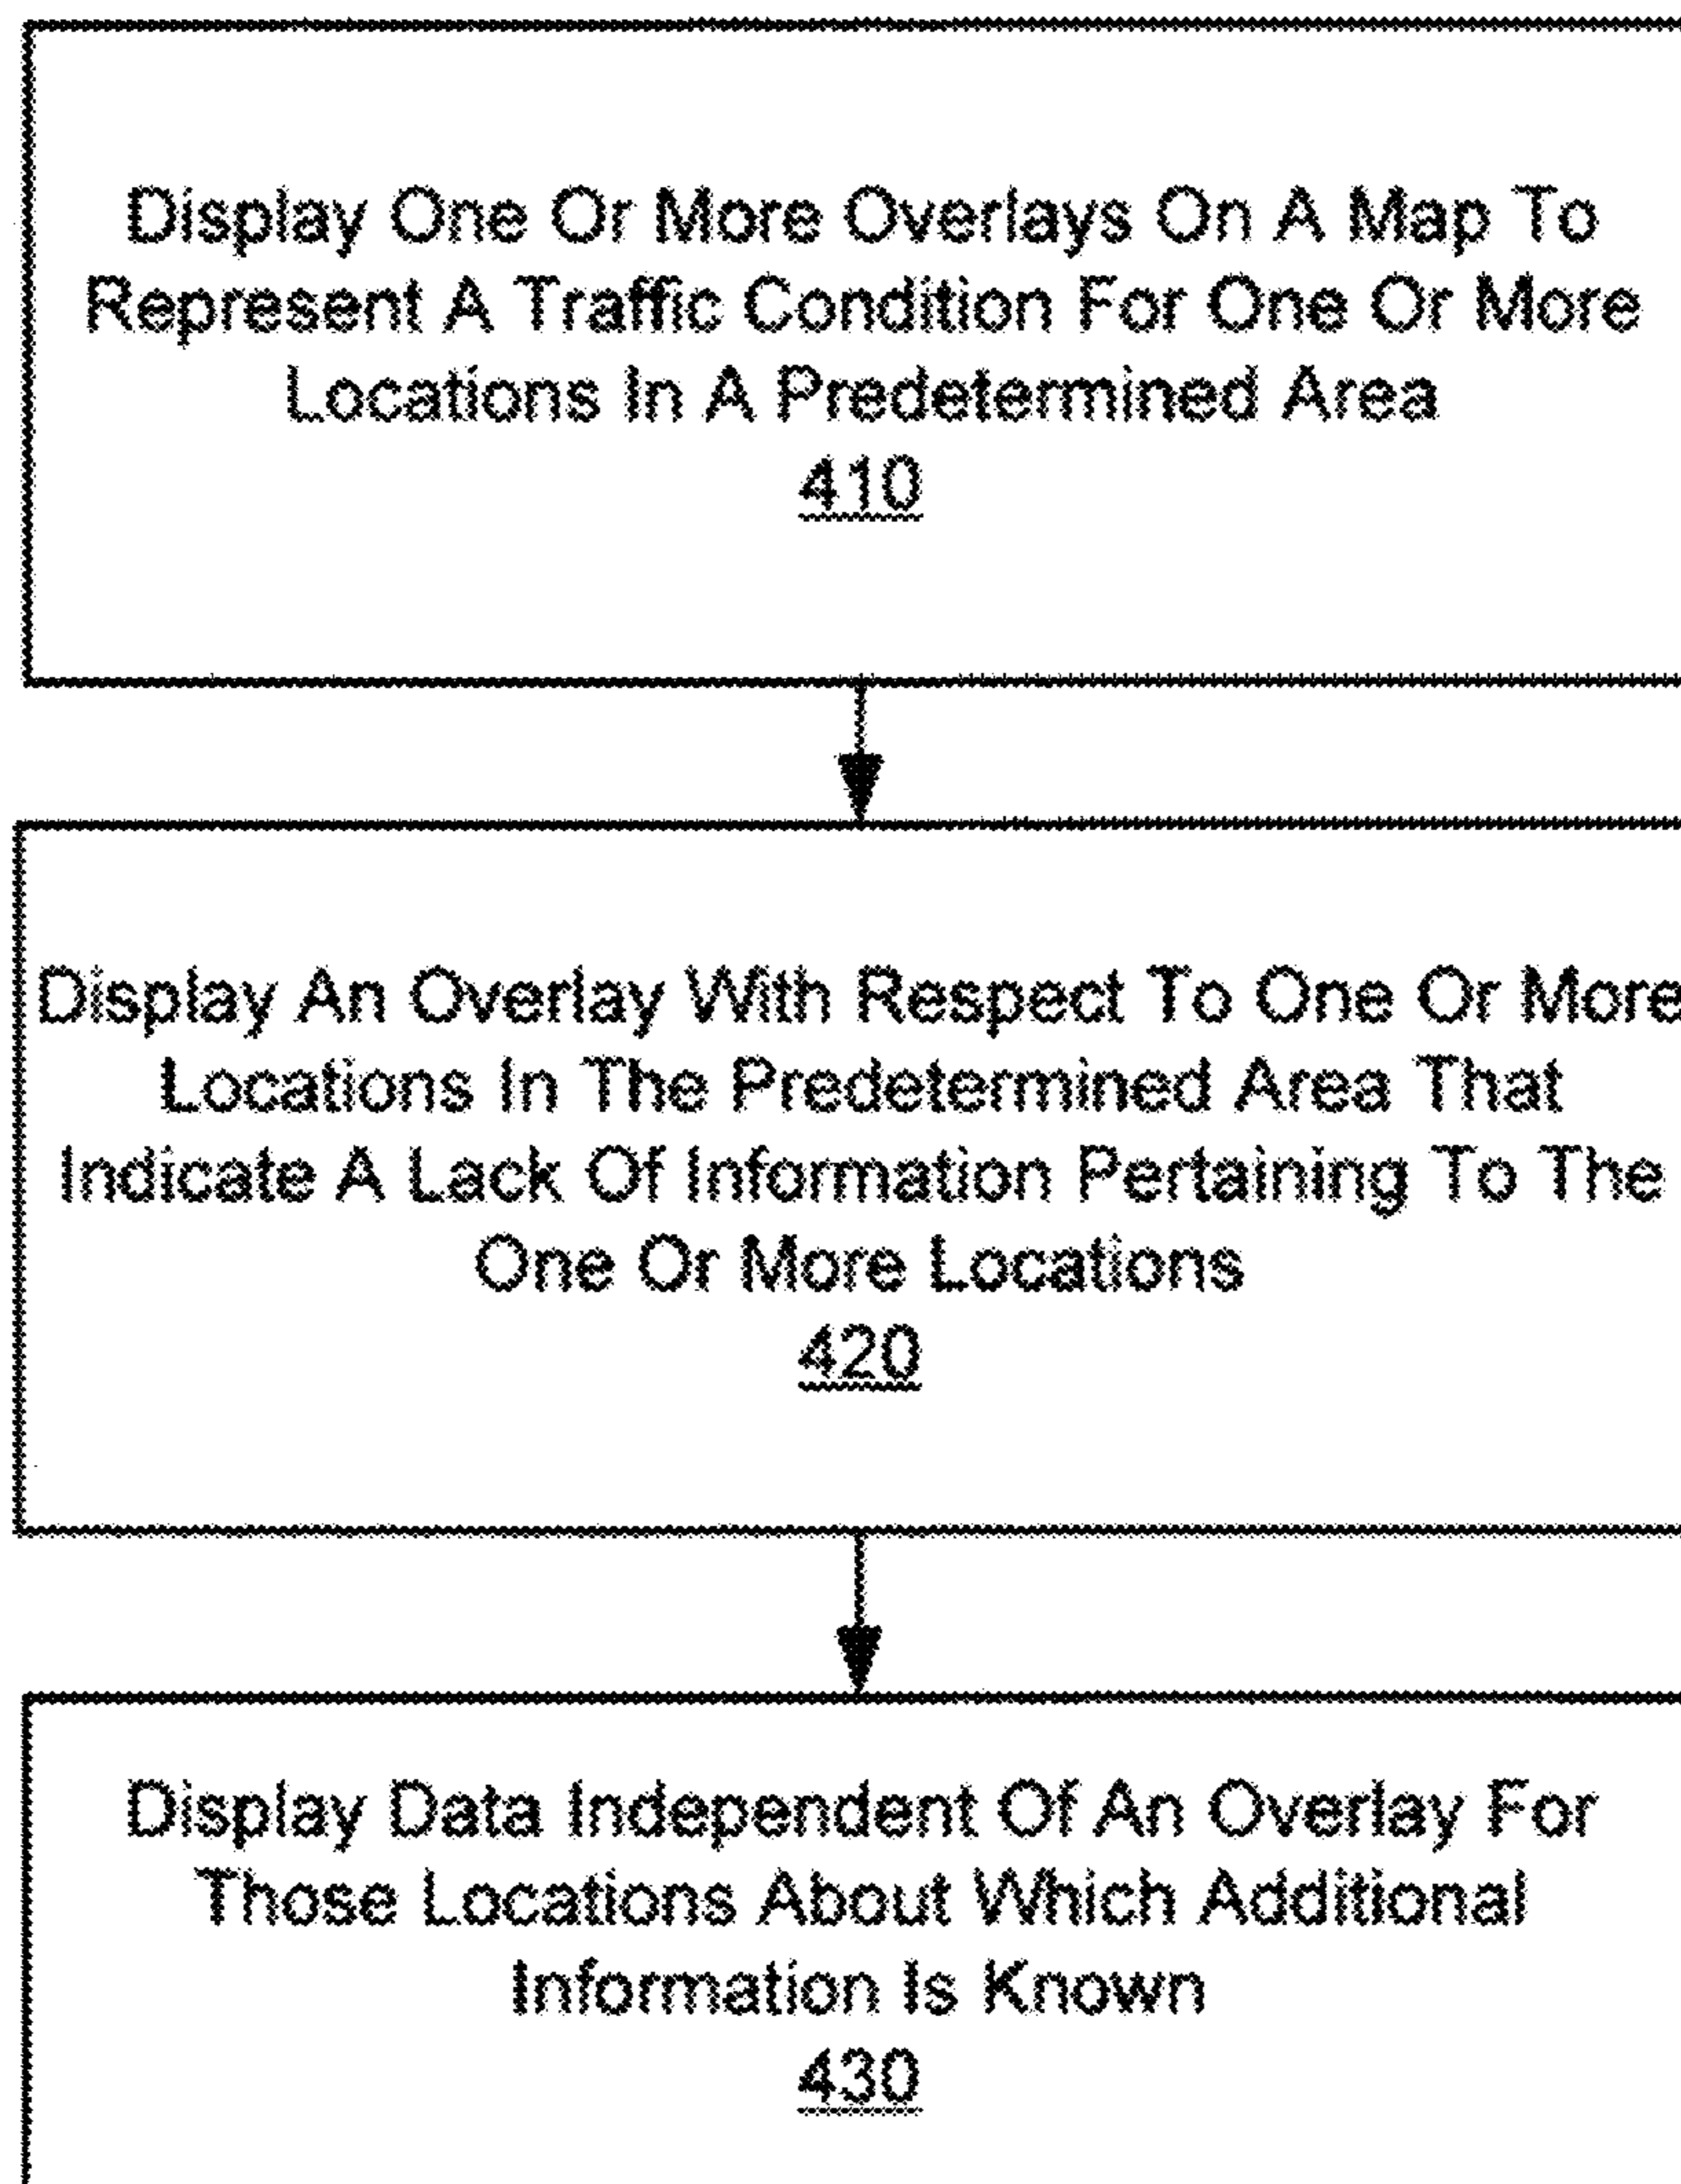 Display One Or More Overlays On A Map To
Represent A Traffic Condition For One Or More
Locations In A Predetermined Area
410
Display An Overlay With Respect To One Or More
Locations In The Predetermined Area That
Indicate A Lack Of Information Pertaining To The
One Or More Locations
420
Display Data Independent Of An Overlay For
Those Locations About Which Additional
Information Is Known
430